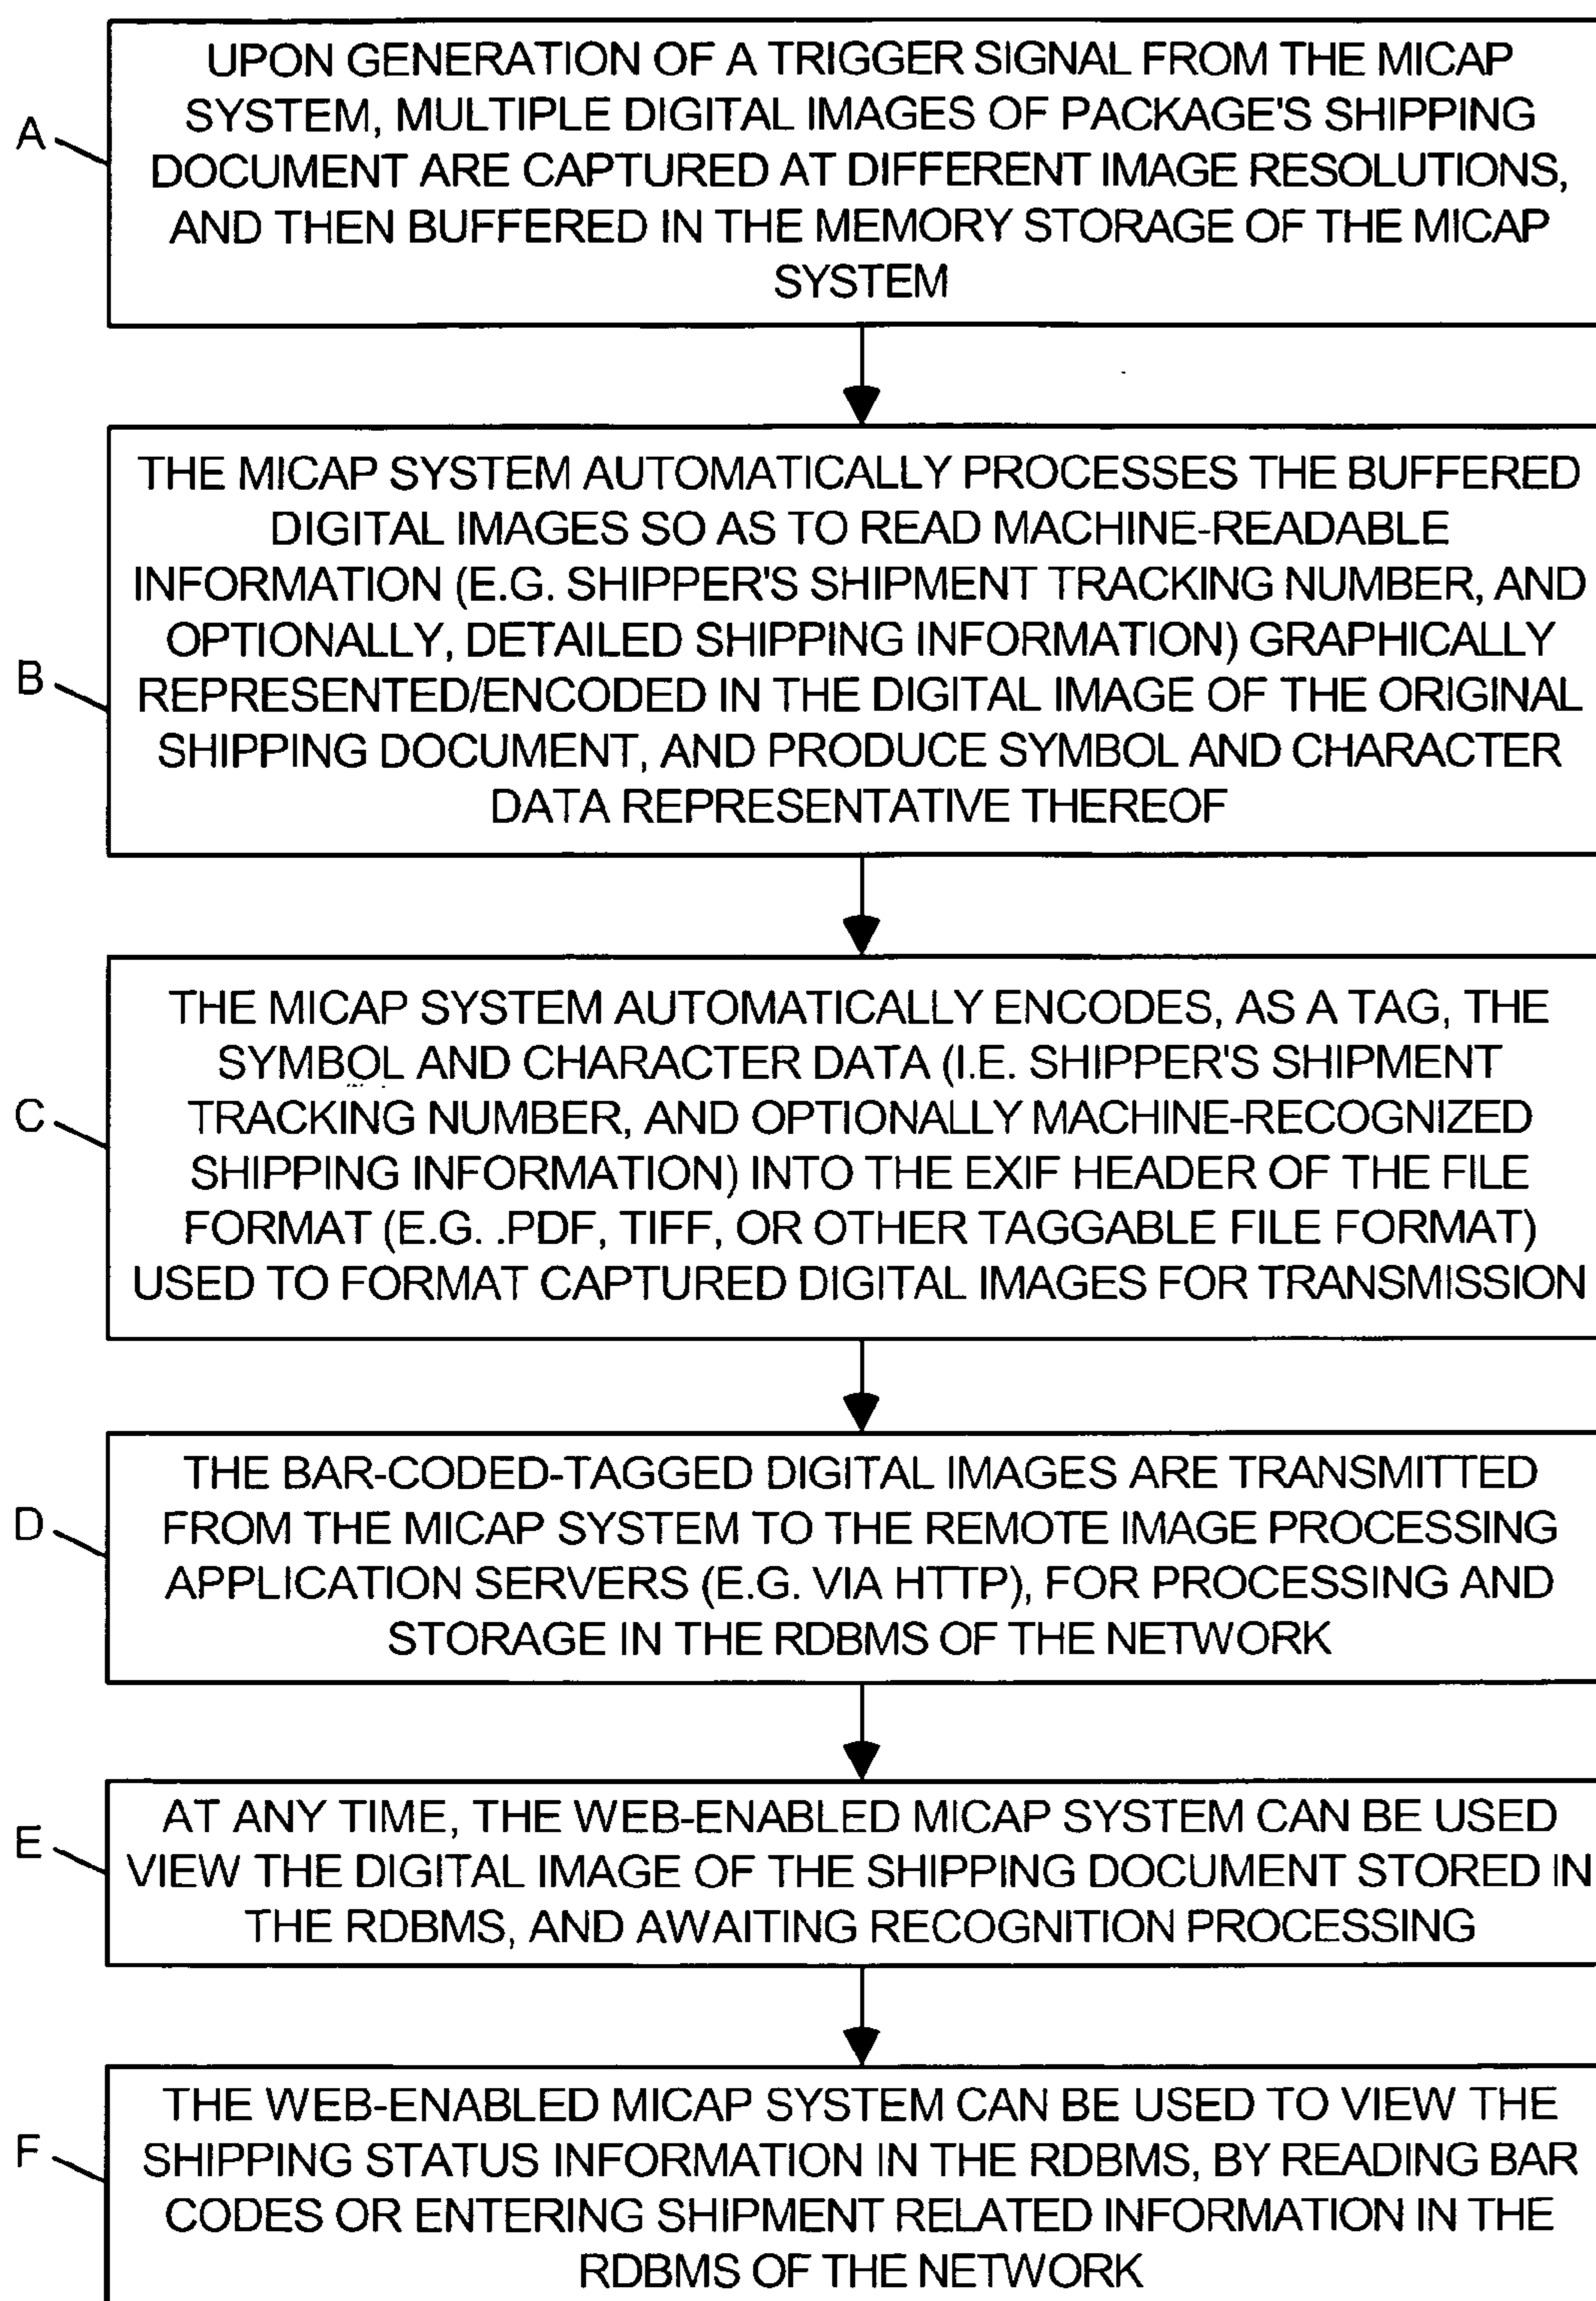 A
UPON GENERATION OF A TRIGGER SIGNAL FROM THE MICAP
SYSTEM, MULTIPLE DIGITAL IMAGES OF PACKAGE'S SHIPPING
DOCUMENT ARE CAPTURED AT DIFFERENT IMAGE RESOLUTIONS,
AND THEN BUFFERED IN THE MEMORY STORAGE OF THE MICAP
SYSTEM
B
THE MICAP SYSTEM AUTOMATICALLY PROCESSES THE BUFFERED
DIGITAL IMAGES SO AS TO READ MACHINE-READABLE
INFORMATION (E.G. SHIPPER'S SHIPMENT TRACKING NUMBER, AND
OPTIONALLY, DETAILED SHIPPING INFORMATION) GRAPHICALLY
REPRESENTED/ENCODED IN THE DIGITAL IMAGE OF THE ORIGINAL
SHIPPING DOCUMENT, AND PRODUCE SYMBOL AND CHARACTER
DATA REPRESENTATIVE THEREOF
C
THE MICAP SYSTEM AUTOMATICALLY ENCODES, AS A TAG, THE
SYMBOL AND CHARACTER DATA (I.E. SHIPPER'S SHIPMENT
TRACKING NUMBER, AND OPTIONALLY MACHINE-RECOGNIZED
SHIPPING INFORMATION) INTO THE EXIF HEADER OF THE FILE
FORMAT (E.G. .PDF, TIFF, OR OTHER TAGGABLE FILE FORMAT)
USED TO FORMAT CAPTURED DIGITAL IMAGES FOR TRANSMISSION
D
THE BAR-CODED-TAGGED DIGITAL IMAGES ARE TRANSMITTED
FROM THE MICAP SYSTEM TO THE REMOTE IMAGE PROCESSING
APPLICATION SERVERS (E.G. VIA HTTP), FOR PROCESSING AND
STORAGE IN THE RDBMS OF THE NETWORK
E
AT ANY TIME, THE WEB-ENABLED MICAP SYSTEM CAN BE USED
VIEW THE DIGITAL IMAGE OF THE SHIPPING DOCUMENT STORED IN
THE RDBMS, AND AWAITING RECOGNITION PROCESSING
F
THE WEB-ENABLED MICAP SYSTEM CAN BE USED TO VIEW THE
SHIPPING STATUS INFORMATION IN THE RDBMS, BY READING BAR
CODES OR ENTERING SHIPMENT RELATED INFORMATION IN THE
RDBMS OF THE NETWORK